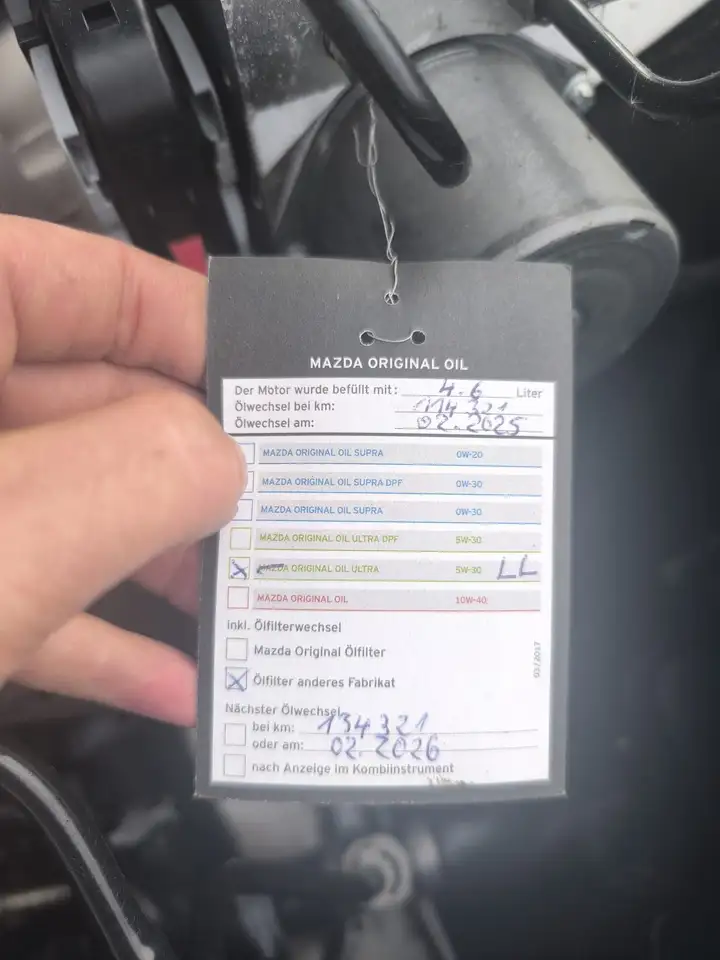 MAZDA ORIGINAL OIL
Der Motor wurde befüllt mit: 4.6 Liter
Ölwechsel bei km: 114 321
Ölwechsel am: 02.2025
MAZDA ORIGINAL OIL SUPRA 0W-20
MAZDA ORIGINAL OIL SUPRA DPF 0W-30
MAZDA ORIGINAL OIL SUPRA 0W-30
MAZDA ORIGINAL OIL ULTRA DPF 5W-30
MAZDA ORIGINAL OIL ULTRA 5W-30 LL
MAZDA ORIGINAL OIL 10W-40
inkl. Ölfilterwechsel
Mazda Original Ölfilter
Ölfilter anderes Fabrikat
Nächster Ölwechsel
bei km: 134 321
oder am: 02.2026
nach Anzeige im Kombiinstrument
03/2017